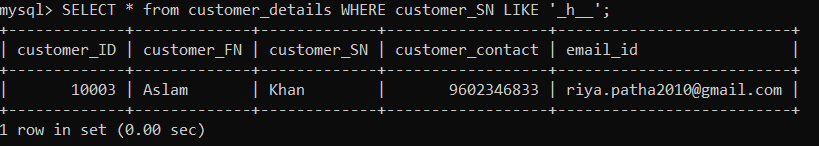 mysql> SELECT * from customer_details WHERE customer_SN LIKE '_h__';
+-------------+-------------+-------------+------------------+--------------------------+
| customer_ID | customer_FN | customer_SN | customer_contact | email_id                 |
+-------------+-------------+-------------+------------------+--------------------------+
|       10003 | Aslam       | Khan        |       9602346833 | riya.patha2010@gmail.com |
+-------------+-------------+-------------+------------------+--------------------------+
1 row in set (0.00 sec)